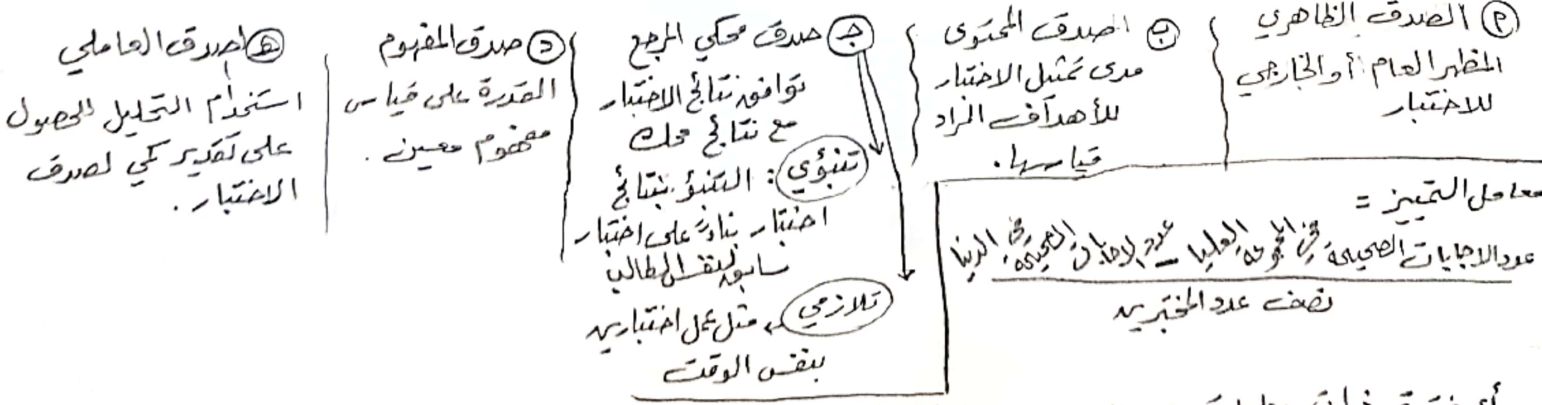 أ الصدق الظاهري
المظهر العام أو الخارجي
للاختبار
ب الصدق المحتوى
مدى تمثيل الاختبار
للأهداف المراد
قياسها.
ج صدق محكي المرجع
توافق نتائج الاختبار
مع نتائج محك
تنبؤي: التنبؤ بنتائج
اختبار بناءً على اختبار
سابق لنفس الطالب
تلازمي مثل عمل اختبارين
بنفس الوقت
د صدق المفهوم
القدرة على قياس
مفهوم معين.
هـ الصدق العاملي
استخدام التحليل للحصول
على تقدير كمي لصدق
الاختبار.
معامل التمييز =
عدد الاجابات الصحيحة في المجموعة العليا - عدد الاجابات الصحيحة في الدنيا
نصف عدد المختبرين